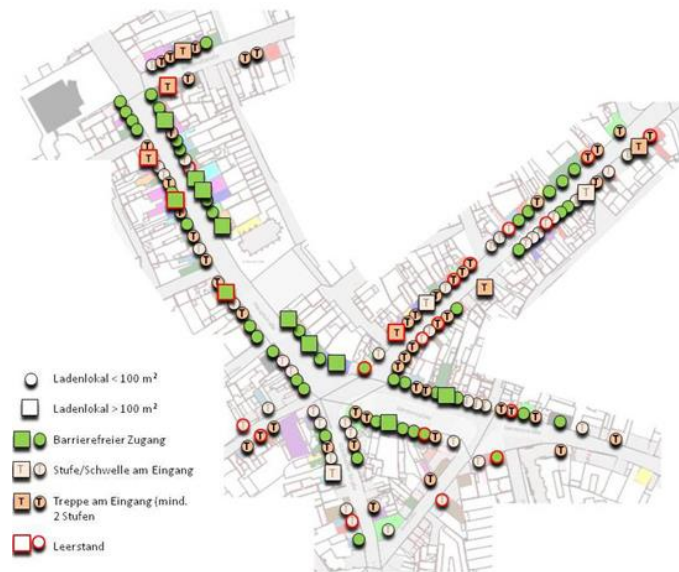 Ladenlokal < 100 m²
Ladenlokal > 100 m²
Barrierefreier Zugang
T T Stufe/Schwelle am Eingang
T T Treppe am Eingang (mind.
2 Stufen
Leerstand